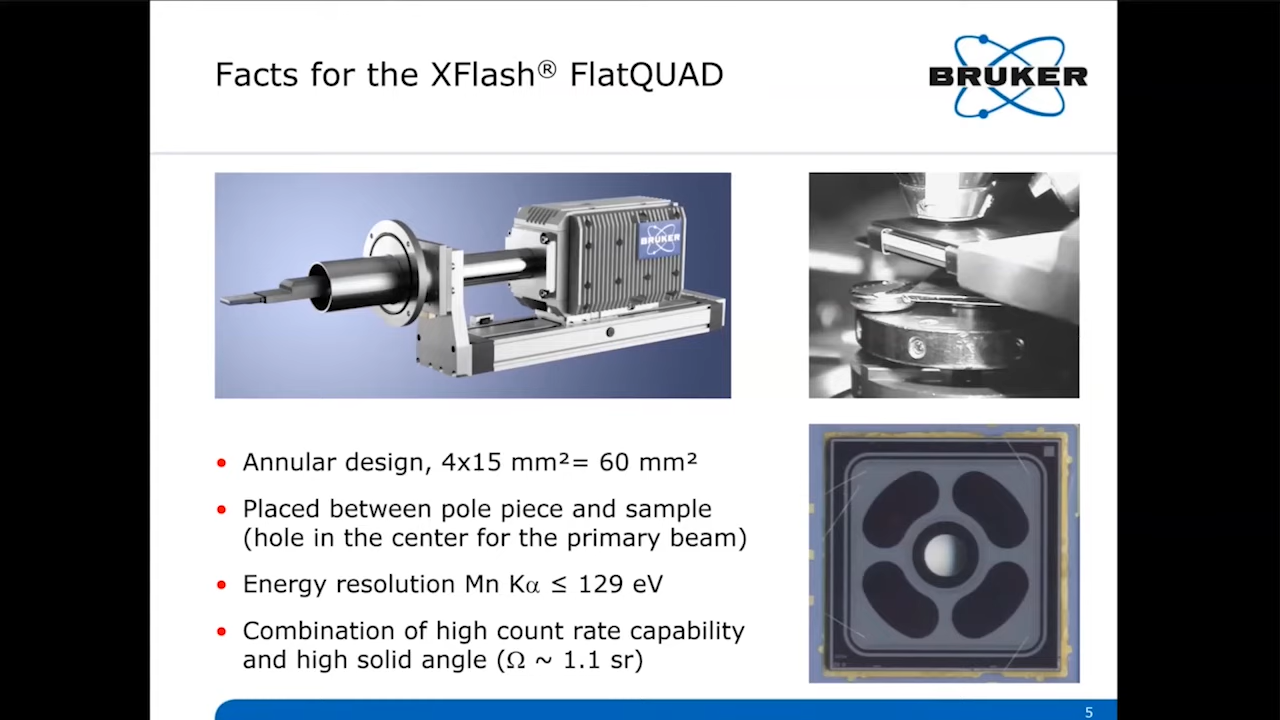 Facts for the XFlash® FlatQUAD
BRUKER
BRUKER
Annular design, 4x15 mm²= 60 mm²
Placed between pole piece and sample
(hole in the center for the primary beam)
Energy resolution Mn Kα ≤ 129 eV
Combination of high count rate capability
and high solid angle (Ω ~ 1.1 sr)
5